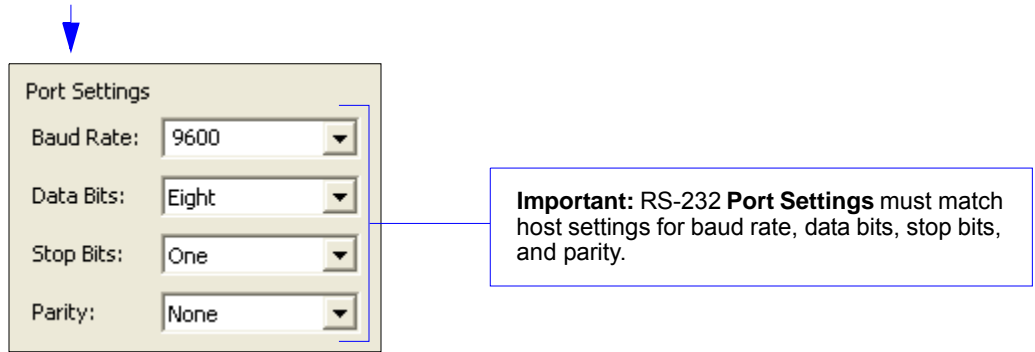 Port Settings
Baud Rate: 9600
Data Bits: Eight
Stop Bits: One
Parity: None
Important: RS-232 Port Settings must match
host settings for baud rate, data bits, stop bits,
and parity.